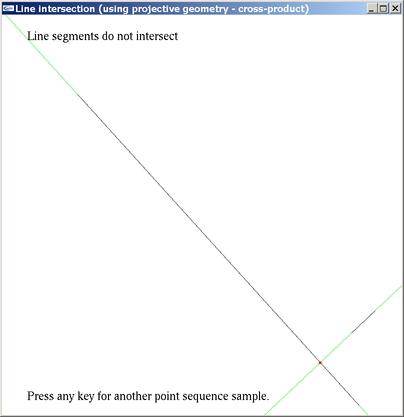 Line intersection (using projective geometry - cross-product)
Line segments do not intersect
Press any key for another point sequence sample.